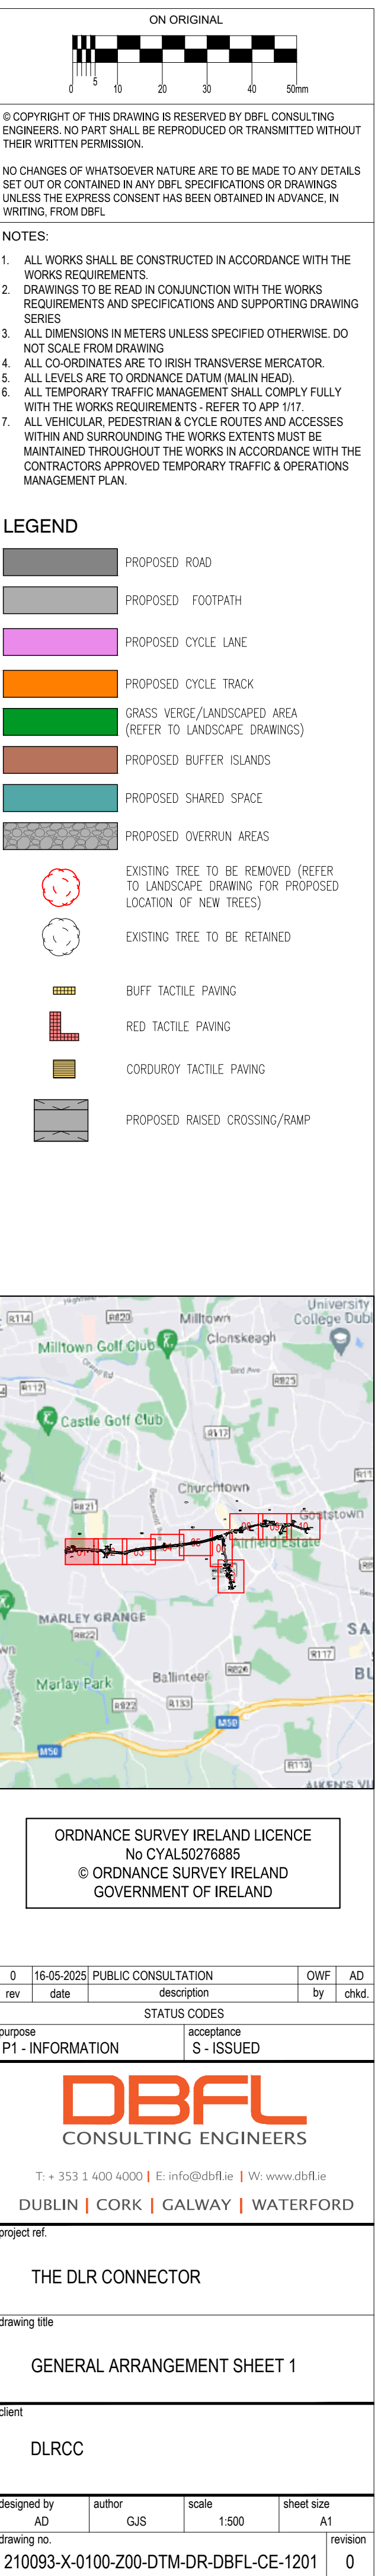 ON ORIGINAL
0 5 10 20 30 40 50mm
© COPYRIGHT OF THIS DRAWING IS RESERVED BY DBFL CONSULTING
ENGINEERS. NO PART SHALL BE REPRODUCED OR TRANSMITTED WITHOUT
THEIR WRITTEN PERMISSION.
NO CHANGES OF WHATSOEVER NATURE ARE TO BE MADE TO ANY DETAILS
SET OUT OR CONTAINED IN ANY DBFL SPECIFICATIONS OR DRAWINGS
UNLESS THE EXPRESS CONSENT HAS BEEN OBTAINED IN ADVANCE, IN
WRITING, FROM DBFL
NOTES:
1. ALL WORKS SHALL BE CONSTRUCTED IN ACCORDANCE WITH THE
WORKS REQUIREMENTS.
2. DRAWINGS TO BE READ IN CONJUNCTION WITH THE WORKS
REQUIREMENTS AND SPECIFICATIONS AND SUPPORTING DRAWING
SERIES
3. ALL DIMENSIONS IN METERS UNLESS SPECIFIED OTHERWISE. DO
NOT SCALE FROM DRAWING
4. ALL CO-ORDINATES ARE TO IRISH TRANSVERSE MERCATOR.
5. ALL LEVELS ARE TO ORDNANCE DATUM (MALIN HEAD).
6. ALL TEMPORARY TRAFFIC MANAGEMENT SHALL COMPLY FULLY
WITH THE WORKS REQUIREMENTS - REFER TO APP 1/17.
7. ALL VEHICULAR, PEDESTRIAN & CYCLE ROUTES AND ACCESSES
WITHIN AND SURROUNDING THE WORKS EXTENTS MUST BE
MAINTAINED THROUGHOUT THE WORKS IN ACCORDANCE WITH THE
CONTRACTORS APPROVED TEMPORARY TRAFFIC & OPERATIONS
MANAGEMENT PLAN.
LEGEND
PROPOSED ROAD
PROPOSED FOOTPATH
PROPOSED CYCLE LANE
PROPOSED CYCLE TRACK
GRASS VERGE/LANDSCAPED AREA
(REFER TO LANDSCAPE DRAWINGS)
PROPOSED BUFFER ISLANDS
PROPOSED SHARED SPACE
PROPOSED OVERRUN AREAS
EXISTING TREE TO BE REMOVED (REFER
TO LANDSCAPE DRAWING FOR PROPOSED
LOCATION OF NEW TREES)
EXISTING TREE TO BE RETAINED
BUFF TACTILE PAVING
RED TACTILE PAVING
CORDUROY TACTILE PAVING
PROPOSED RAISED CROSSING/RAMP
University
College Dubl
R114
R820
Milltown
Milltown Golf Club
Clonskeagh
Bird Ave
R825
R112
Castle Golf Club
R117
Churchtown
R821
Goatstown
Airfield Estate
MARLEY GRANGE
R822
Marlay Park
Ballinteer
R826
R117
R822
R133
M50
M50
R113
ORDNANCE SURVEY IRELAND LICENCE
No CYAL50276885
© ORDNANCE SURVEY IRELAND
GOVERNMENT OF IRELAND
0 16-05-2025 PUBLIC CONSULTATION OWF AD
rev date description by chkd.
STATUS CODES
purpose acceptance
P1 - INFORMATION S - ISSUED
DBFL
CONSULTING ENGINEERS
T: + 353 1 400 4000 | E: info@dbfl.ie | W: www.dbfl.ie
DUBLIN | CORK | GALWAY | WATERFORD
project ref.
THE DLR CONNECTOR
drawing title
GENERAL ARRANGEMENT SHEET 1
client
DLRCC
designed by author scale sheet size
AD GJS 1:500 A1
drawing no. revision
210093-X-0100-Z00-DTM-DR-DBFL-CE-1201 0